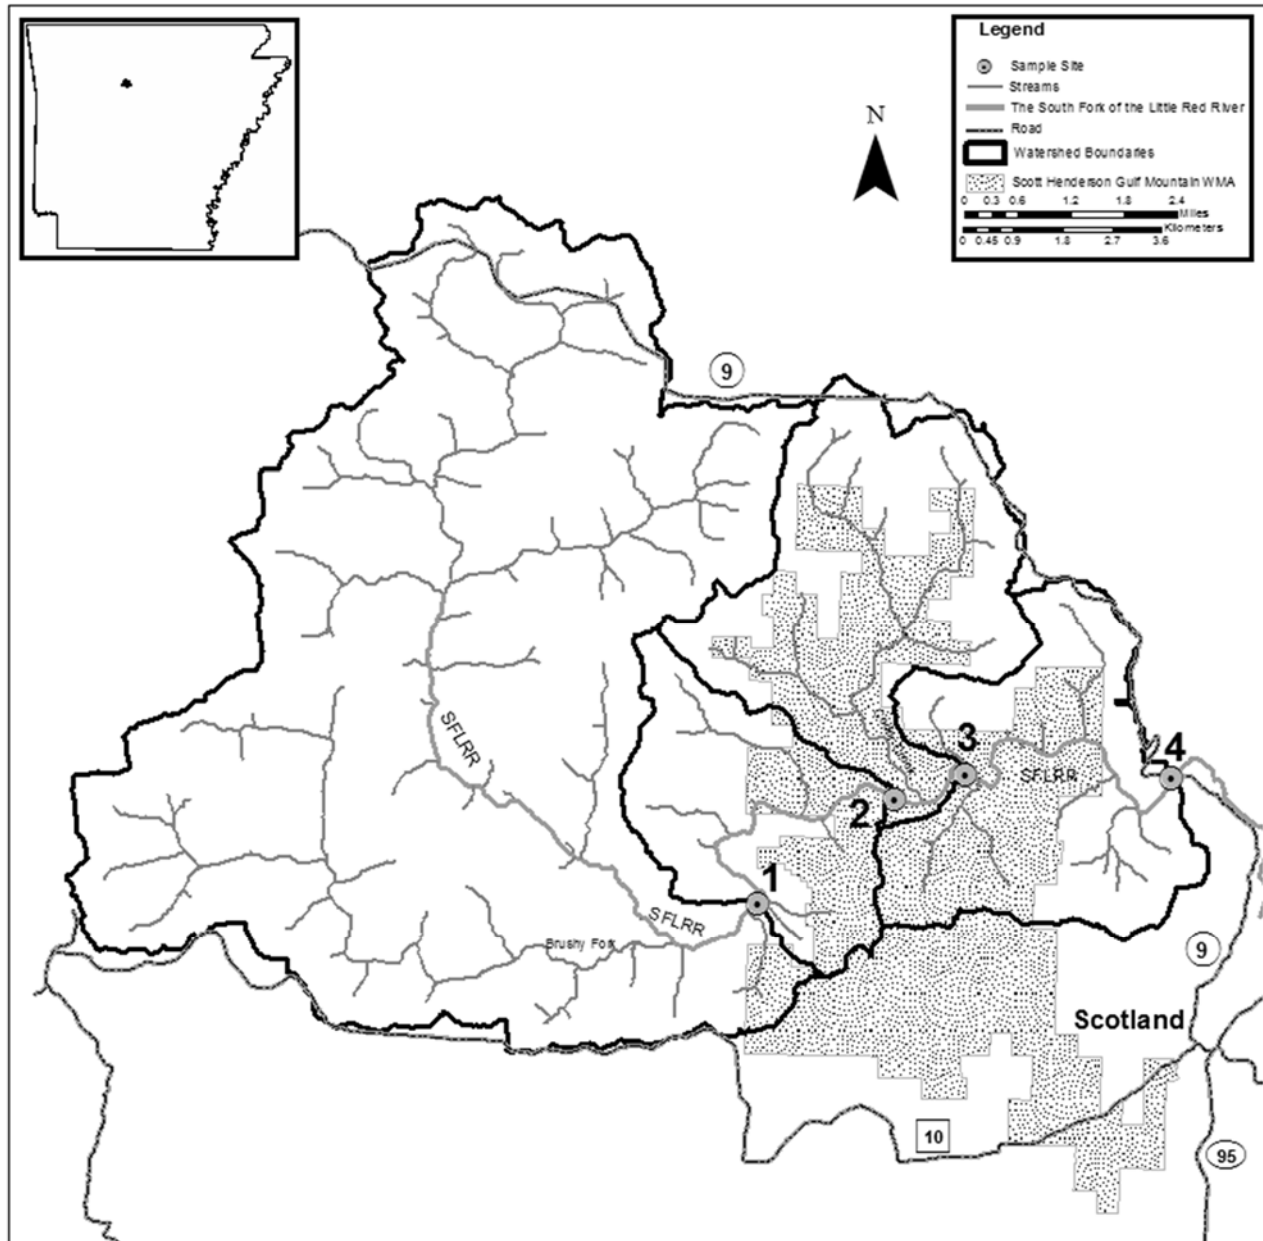 Legend
Sample Site
Streams
The South Fork of the Little Red River
Road
Watershed Boundaries
Scott Henderson Gulf Mountain WMA
0 0.3 0.6 1.2 1.8 2.4
Miles
Kilometers
0 0.45 0.9 1.8 2.7 3.6
N
9
SFLRR
3
SFLRR
4
2
1
SFLRR
Brushy Fork
9
Scotland
10
95